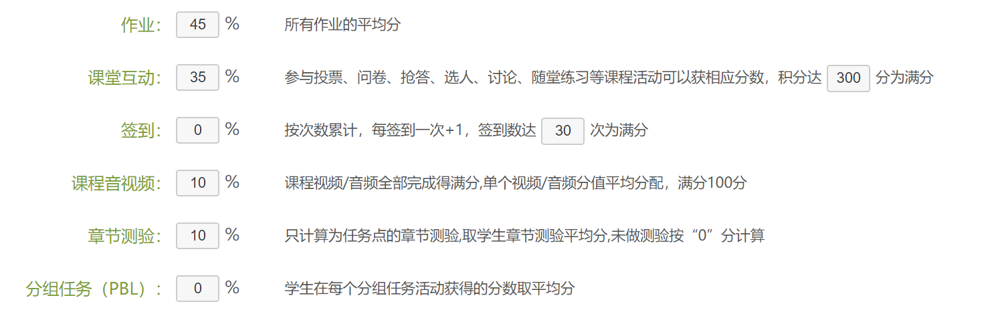 作业： 45 % 所有作业的平均分
课堂互动： 35 % 参与投票、问卷、抢答、选人、讨论、随堂练习等课程活动可以获相应分数，积分达 300 分为满分
签到： 0 % 按次数累计，每签到一次+1，签到数达 30 次为满分
课程音视频： 10 % 课程视频/音频全部完成得满分,单个视频/音频分值平均分配，满分100分
章节测验： 10 % 只计算为任务点的章节测验,取学生章节测验平均分,未做测验按“0”分计算
分组任务（PBL）： 0 % 学生在每个分组任务活动获得的分数取平均分